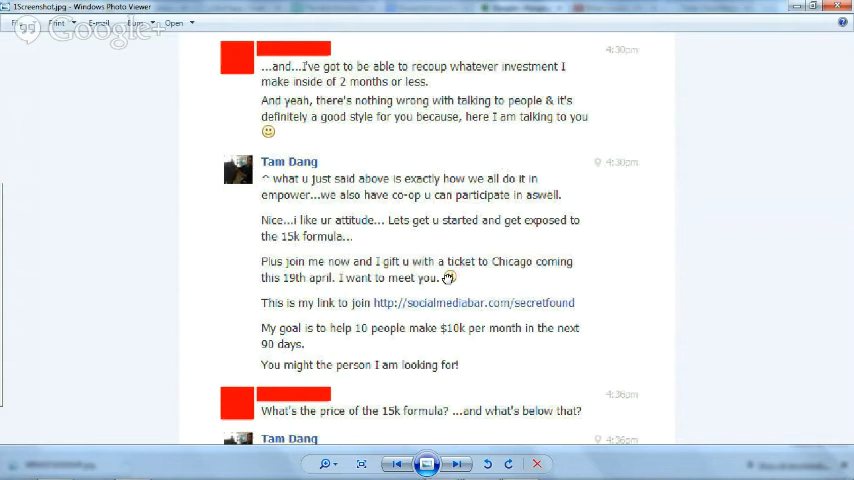 1Screenshot.jpg - Windows Photo Viewer
Print E-mail Burn Open
Google+
4:30pm
...and...I've got to be able to recoup whatever investment I
make inside of 2 months or less.
And yeah, there's nothing wrong with talking to people & it's
definitely a good style for you because, here I am talking to you
Tam Dang
4:30pm
^ what u just said above is exactly how we all do it in
empower...we also have co-op u can participate in aswell.
Nice...i like ur attitude... Lets get u started and get exposed to
the 15k formula...
Plus join me now and I gift u with a ticket to Chicago coming
this 19th april. I want to meet you.
This is my link to join http://socialmediabar.com/secretfound
My goal is to help 10 people make $10k per month in the next
90 days.
You might the person I am looking for!
4:36pm
What's the price of the 15k formula? ...and what's below that?
Tam Dang
4:36pm